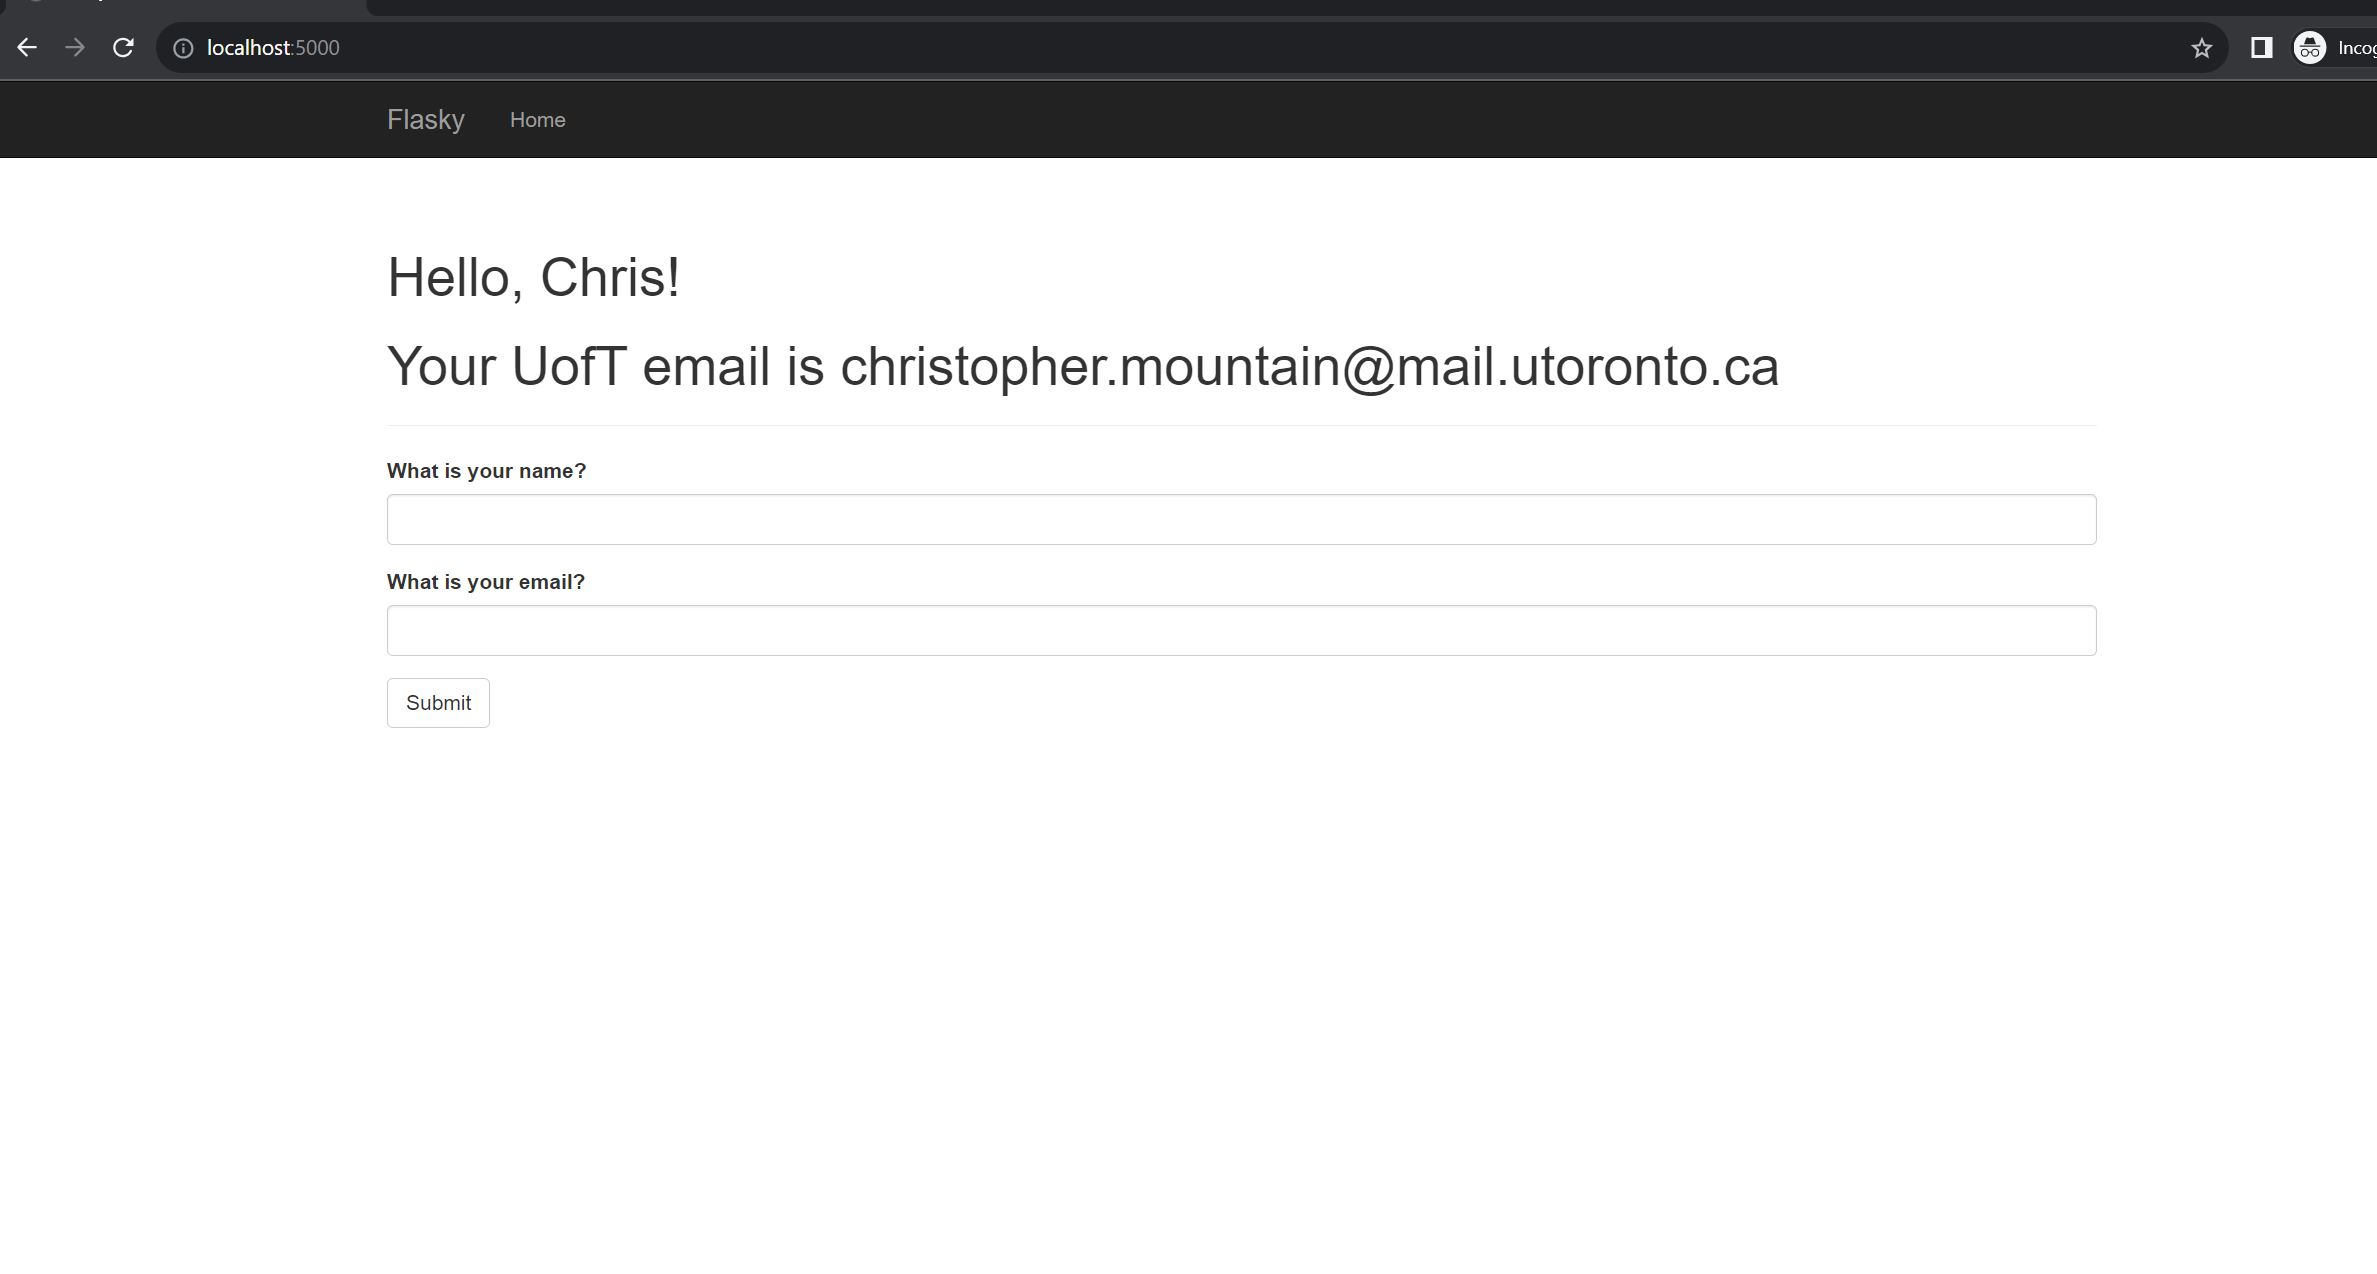 localhost:5000
Flasky Home
Hello, Chris!
Your UofT email is christopher.mountain@mail.utoronto.ca
What is your name?
What is your email?
Submit